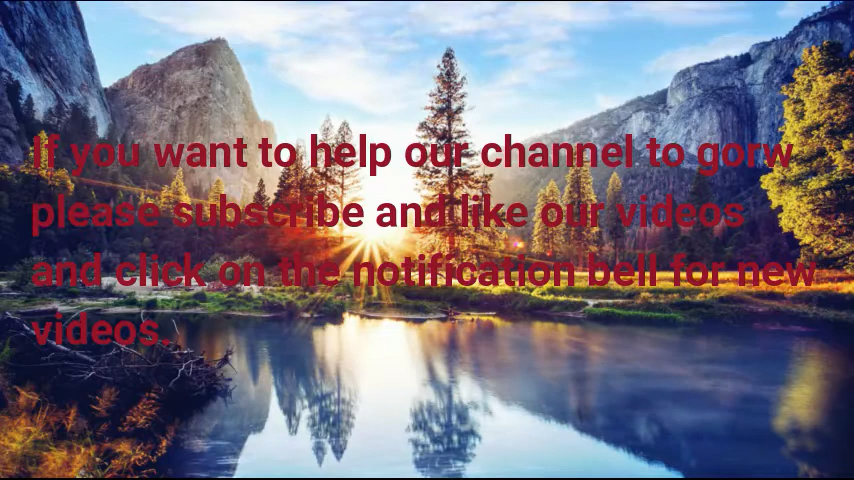 If you want to help our channel to gorw
please subscribe and like our videos
and click on the notification bell for new
videos.